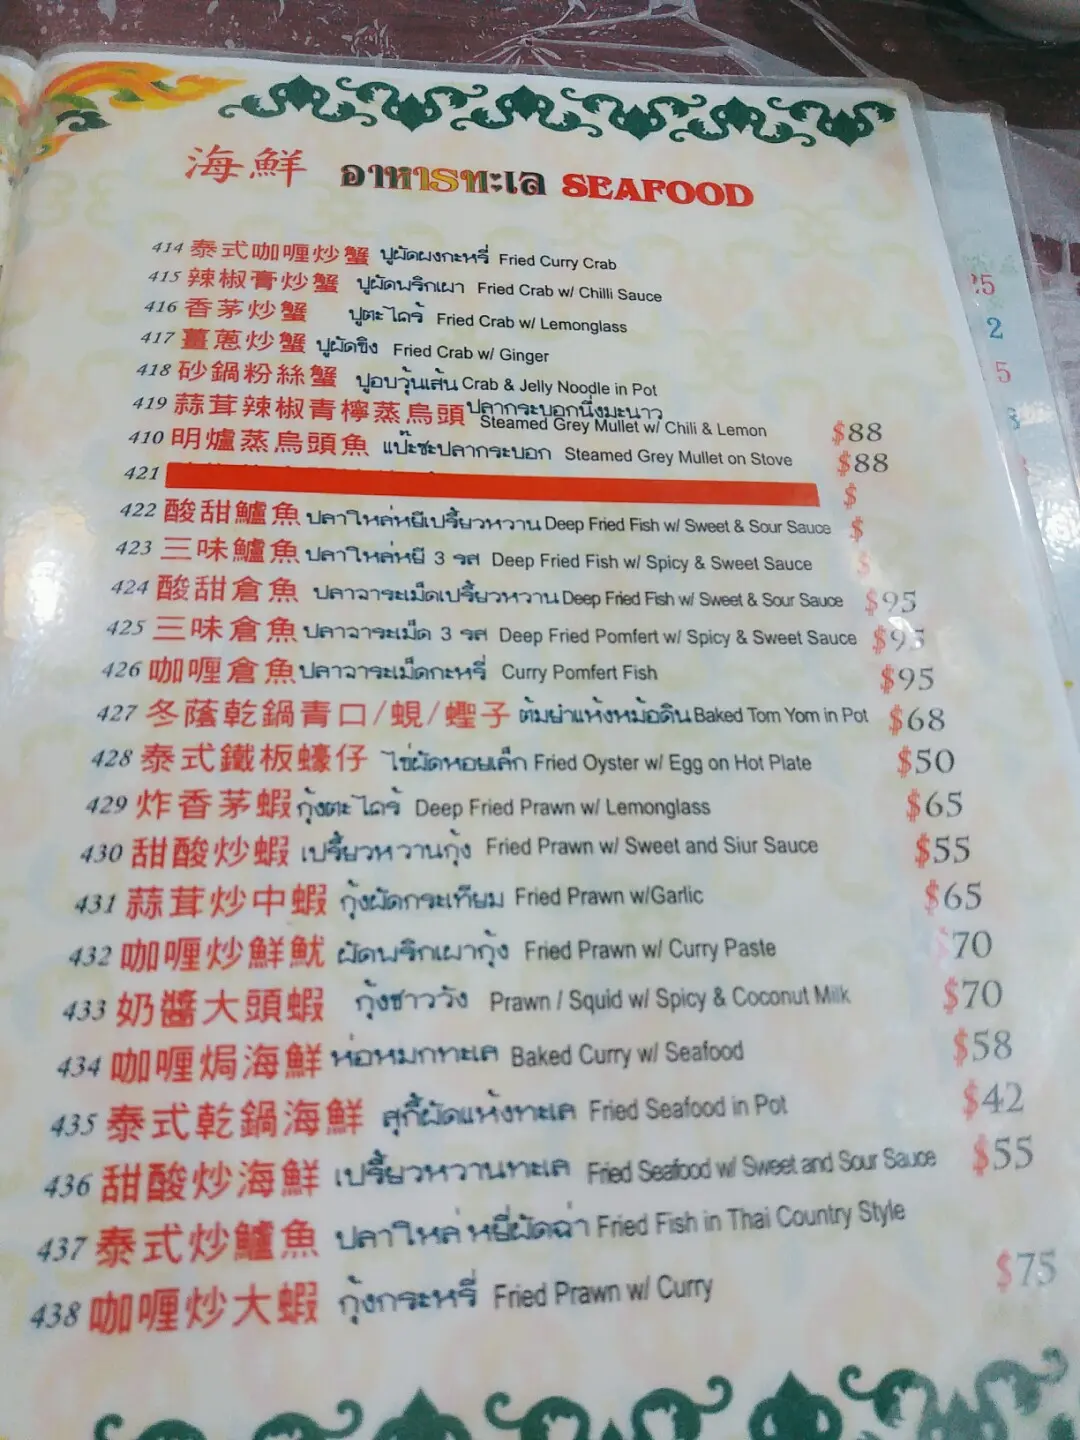 海鮮 อาหารทะเล SEAFOOD
414 泰式咖喱炒蟹 ปูผัดผงกะหรี่ Fried Curry Crab
415 辣椒膏炒蟹 ปูผัดพริกเผา Fried Crab w/ Chilli Sauce
416 香茅炒蟹 ปูตะไคร้ Fried Crab w/ Lemonglass
417 薑蔥炒蟹 ปูผัดขิง Fried Crab w/ Ginger
418 砂鍋粉絲蟹 ปูอบวุ้นเส้น Crab & Jelly Noodle in Pot
419 蒜茸辣椒青檸蒸烏頭 ปลากระบอกนึ่งมะนาว Steamed Grey Mullet w/ Chili & Lemon $88
410 明爐蒸烏頭魚 แป๊ะซะปลากระบอก Steamed Grey Mullet on Stove $88
421 $
422 酸甜鱸魚 ปลาใหล่หยีเปรี้ยวหวาน Deep Fried Fish w/ Sweet & Sour Sauce $
423 三味鱸魚 ปลาใหล่หยี 3 รส Deep Fried Fish w/ Spicy & Sweet Sauce $
424 酸甜倉魚 ปลาจาระเม็ดเปรี้ยวหวาน Deep Fried Fish w/ Sweet & Sour Sauce $95
425 三味倉魚 ปลาจาระเม็ด 3 รส Deep Fried Pomfert w/ Spicy & Sweet Sauce $95
426 咖喱倉魚 ปลาจาระเม็ดกะหรี่ Curry Pomfert Fish $95
427 冬蔭乾鍋青口/蜆/蟶子 ต้มยำแห้งหม้อดิน Baked Tom Yom in Pot $68
428 泰式鐵板蠔仔 ไข่ผัดหอยเล็ก Fried Oyster w/ Egg on Hot Plate $50
429 炸香茅蝦 กุ้งตะไคร้ Deep Fried Prawn w/ Lemonglass $65
430 甜酸炒蝦 เปรี้ยวหวานกุ้ง Fried Prawn w/ Sweet and Siur Sauce $55
431 蒜茸炒中蝦 กุ้งผัดกระเทียม Fried Prawn w/Garlic $65
432 咖喱炒鮮魷 ผัดพริกเผากุ้ง Fried Prawn w/ Curry Paste $70
433 奶醬大頭蝦 กุ้งชาววัง Prawn / Squid w/ Spicy & Coconut Milk $70
434 咖喱焗海鮮 ห่อหมกทะเล Baked Curry w/ Seafood $58
435 泰式乾鍋海鮮 สุกี้ผัดแห้งทะเล Fried Seafood in Pot $42
436 甜酸炒海鮮 เปรี้ยวหวานทะเล Fried Seafood w/ Sweet and Sour Sauce $55
437 泰式炒鱸魚 ปลาใหล่หยี่ผัดฉ่า Fried Fish in Thai Country Style
438 咖喱炒大蝦 กุ้งกระหรี่ Fried Prawn w/ Curry $75